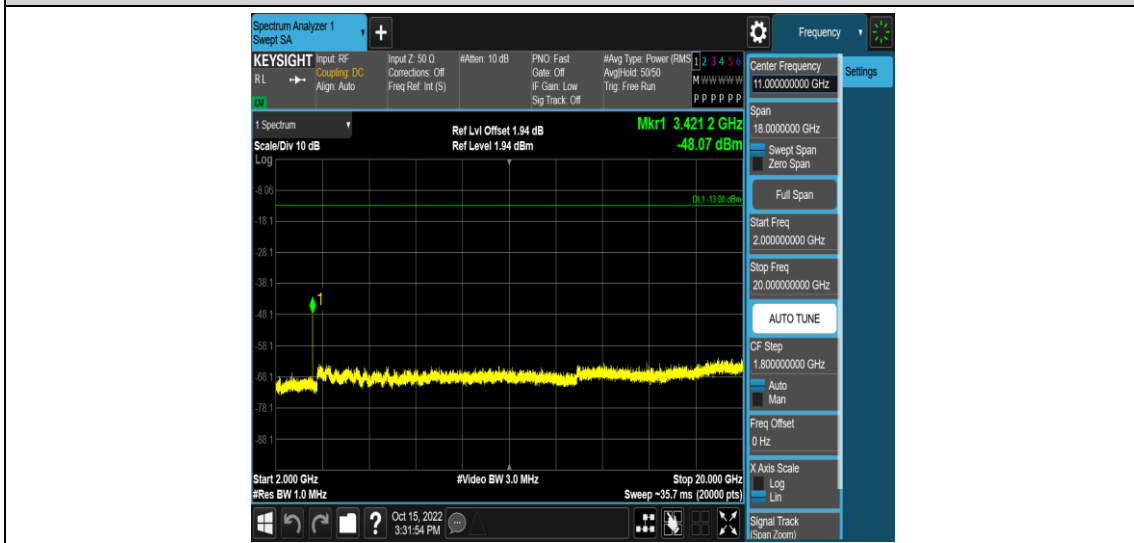 Spectrum Analyzer 1
Swept SA
+
Frequency
KEYSIGHT
RL
Input: RF
Coupling: DC
Align: Auto
Input Z: 50 Ω
Corrections: Off
Freq Ref: Int (S)
#Atten: 10 dB
PNO: Fast
Gate: Off
IF Gain: Low
Sig Track: Off
#Avg Type: Power (RMS
Avg|Hold: 50/50
Trig: Free Run
1 2 3 4 5 6
M W W W W W
P P P P P P
1 Spectrum
Scale/Div 10 dB
Ref Lvl Offset 1.94 dB
Ref Level 1.94 dBm
Mkr1 3.421 2 GHz
-48.07 dBm
Log
-8.06
-18.1
-28.1
-38.1
-48.1
-58.1
-68.1
-78.1
-88.1
DL1 -13.00 dBm
1
Start 2.000 GHz
#Res BW 1.0 MHz
#Video BW 3.0 MHz
Stop 20.000 GHz
Sweep ~35.7 ms (20000 pts)
Center Frequency
11.000000000 GHz
Settings
Span
18.0000000 GHz
Swept Span
Zero Span
Full Span
Start Freq
2.000000000 GHz
Stop Freq
20.000000000 GHz
AUTO TUNE
CF Step
1.800000000 GHz
Auto
Man
Freq Offset
0 Hz
X Axis Scale
Log
Lin
Signal Track
(Span Zoom)
?
Oct 15, 2022
3:31:54 PM